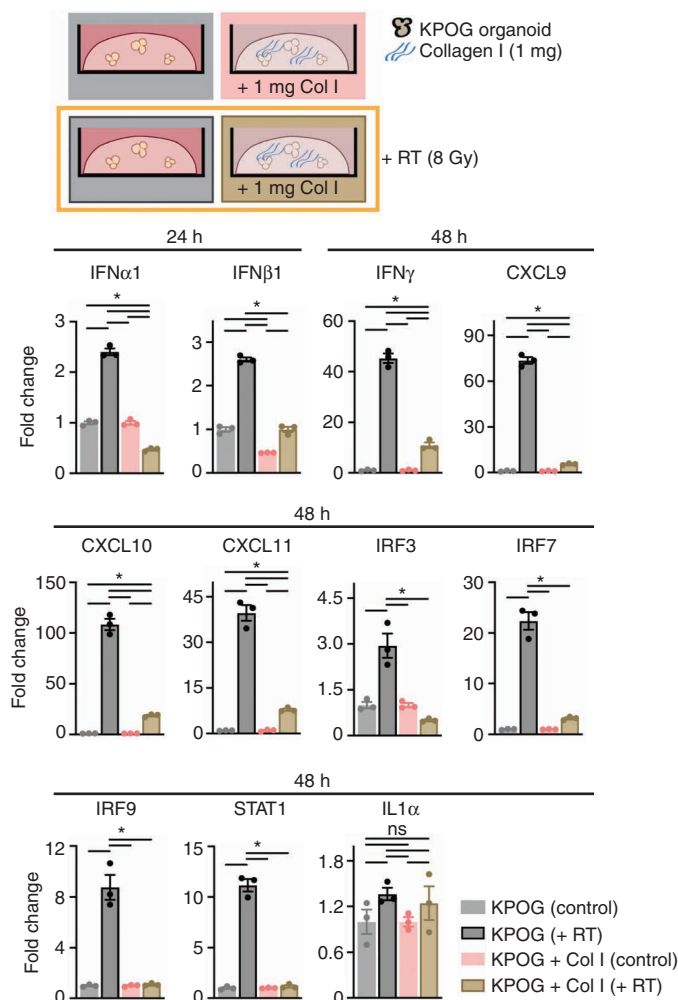 KPOG organoid
Collagen I (1 mg)
+ 1 mg Col I
+ RT (8 Gy)
+ 1 mg Col I
24 h
48 h
IFNα1
IFNβ1
IFNγ
CXCL9
Fold change
3
2
1
0
*
3
2
1
0
*
60
40
20
0
*
90
60
30
0
*
48 h
CXCL10
CXCL11
IRF3
IRF7
Fold change
150
100
50
0
*
45
30
15
0
*
4.5
3.0
1.5
0
*
30
20
10
0
*
48 h
IRF9
STAT1
IL1α
Fold change
12
8
4
0
*
15
10
5
0
*
ns
1.8
1.2
0.6
0
KPOG (control)
KPOG (+ RT)
KPOG + Col I (control)
KPOG + Col I (+ RT)